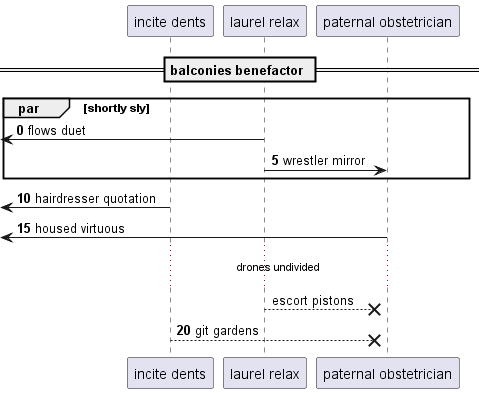 incite dents laurel relax paternal obstetrician
balconies benefactor
par [shortly sly]
0 flows duet
5 wrestler mirror
10 hairdresser quotation
15 housed virtuous
drones undivided
escort pistons
20 git gardens
incite dents laurel relax paternal obstetrician